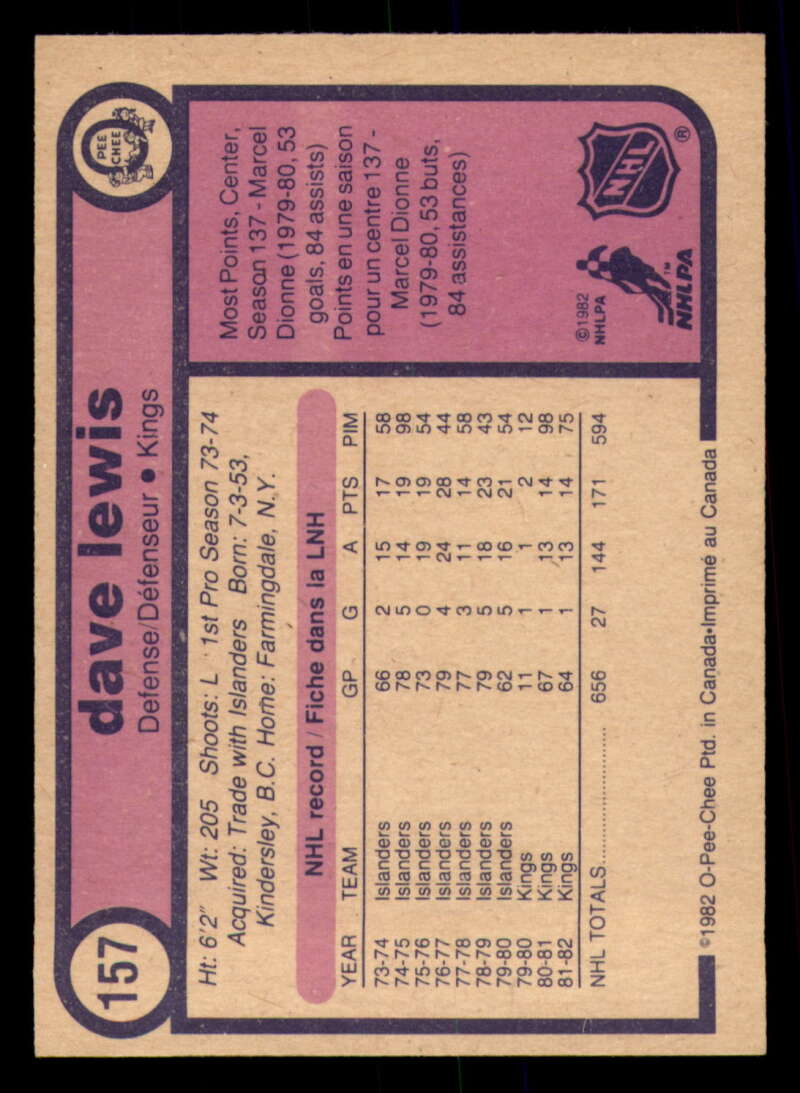 157
dave lewis
Defense/Défenseur • Kings
O
PEE
CHEE
Ht: 6'2" Wt: 205 Shoots: L 1st Pro Season 73-74
Acquired: Trade with Islanders Born: 7-3-53,
Kindersley, B.C. Home: Farmingdale, N.Y.
NHL record / Fiche dans la LNH
YEAR TEAM GP G A PTS PIM
73-74 Islanders 66 2 15 17 58
74-75 Islanders 78 5 14 19 98
75-76 Islanders 73 0 19 19 54
76-77 Islanders 79 4 24 28 44
77-78 Islanders 77 3 11 14 58
78-79 Islanders 79 5 18 23 43
79-80 Islanders 62 5 16 21 54
79-80 Kings 11 1 1 2 12
80-81 Kings 67 1 13 14 98
81-82 Kings 64 1 13 14 75
NHL TOTALS.................... 656 27 144 171 594
Most Points, Center,
Season 137 - Marcel
Dionne (1979-80, 53
goals, 84 assists)
Points en une saison
pour un centre 137 -
Marcel Dionne
(1979-80, 53 buts,
84 assistances)
©1982
NHLPA
™
NHLPA
NHL
®
©1982 O-Pee-Chee Ptd. in Canada•Imprimé au Canada